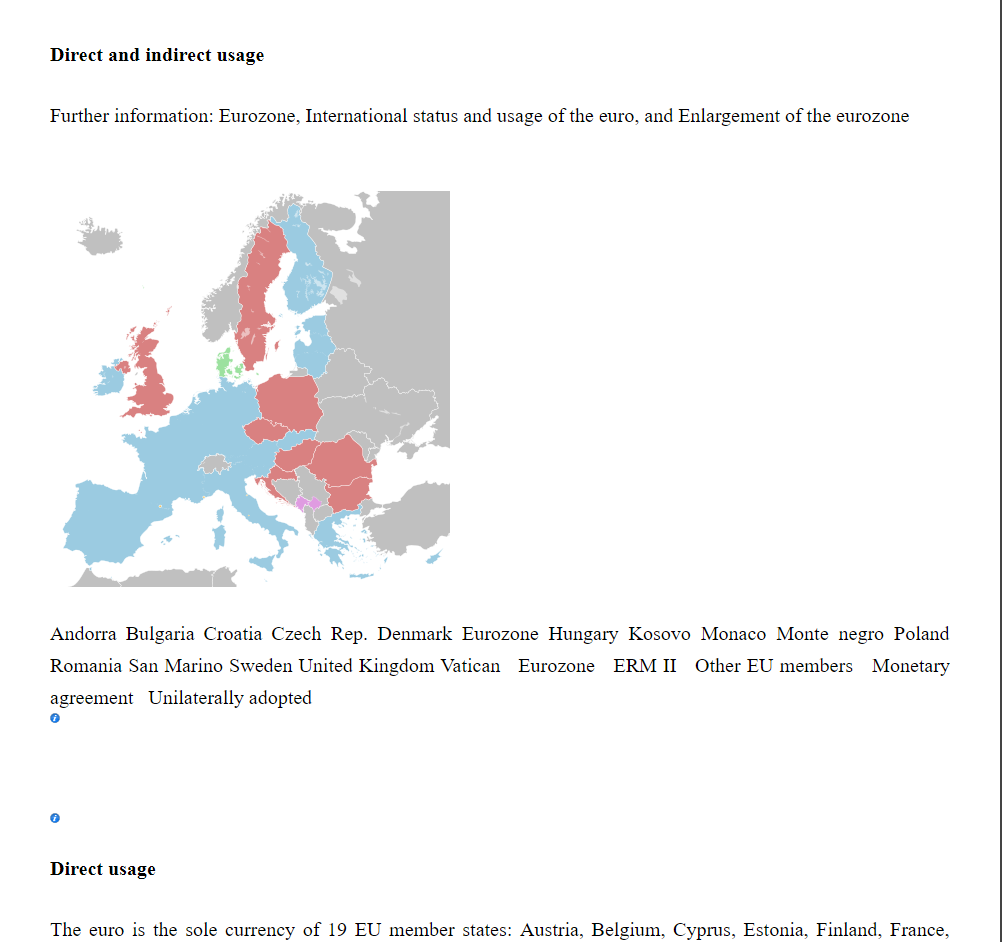 Direct and indirect usage
Further information: Eurozone, International status and usage of the euro, and Enlargement of the eurozone
Andorra Bulgaria Croatia Czech Rep. Denmark Eurozone Hungary Kosovo Monaco Monte negro Poland
Romania San Marino Sweden United Kingdom Vatican Eurozone ERM II Other EU members Monetary
agreement Unilaterally adopted
Direct usage
The euro is the sole currency of 19 EU member states: Austria, Belgium, Cyprus, Estonia, Finland, France,